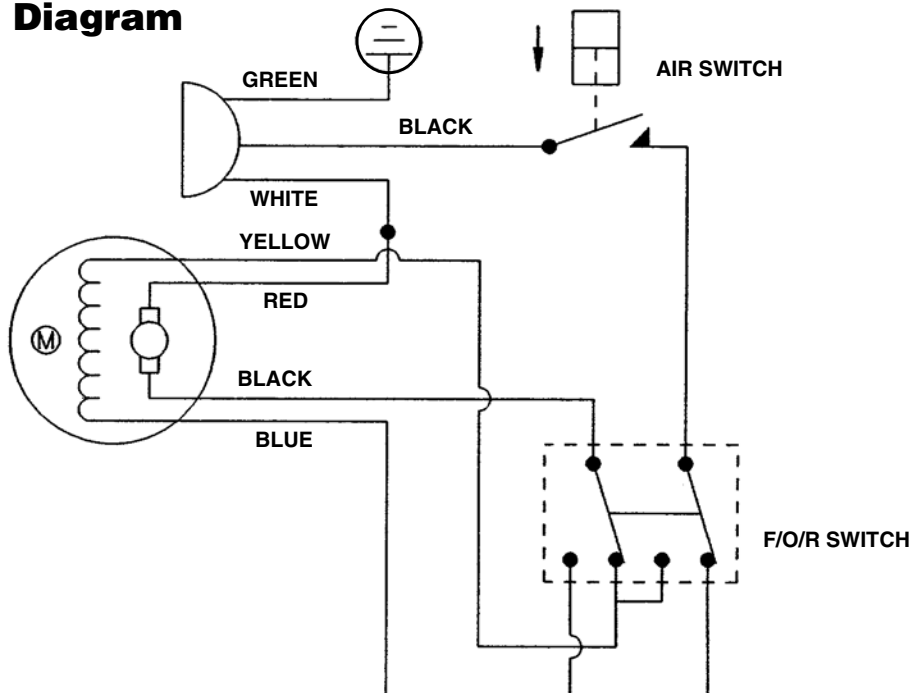 Diagram
GREEN
AIR SWITCH
BLACK
WHITE
YELLOW
RED
M
BLACK
BLUE
F/O/R SWITCH